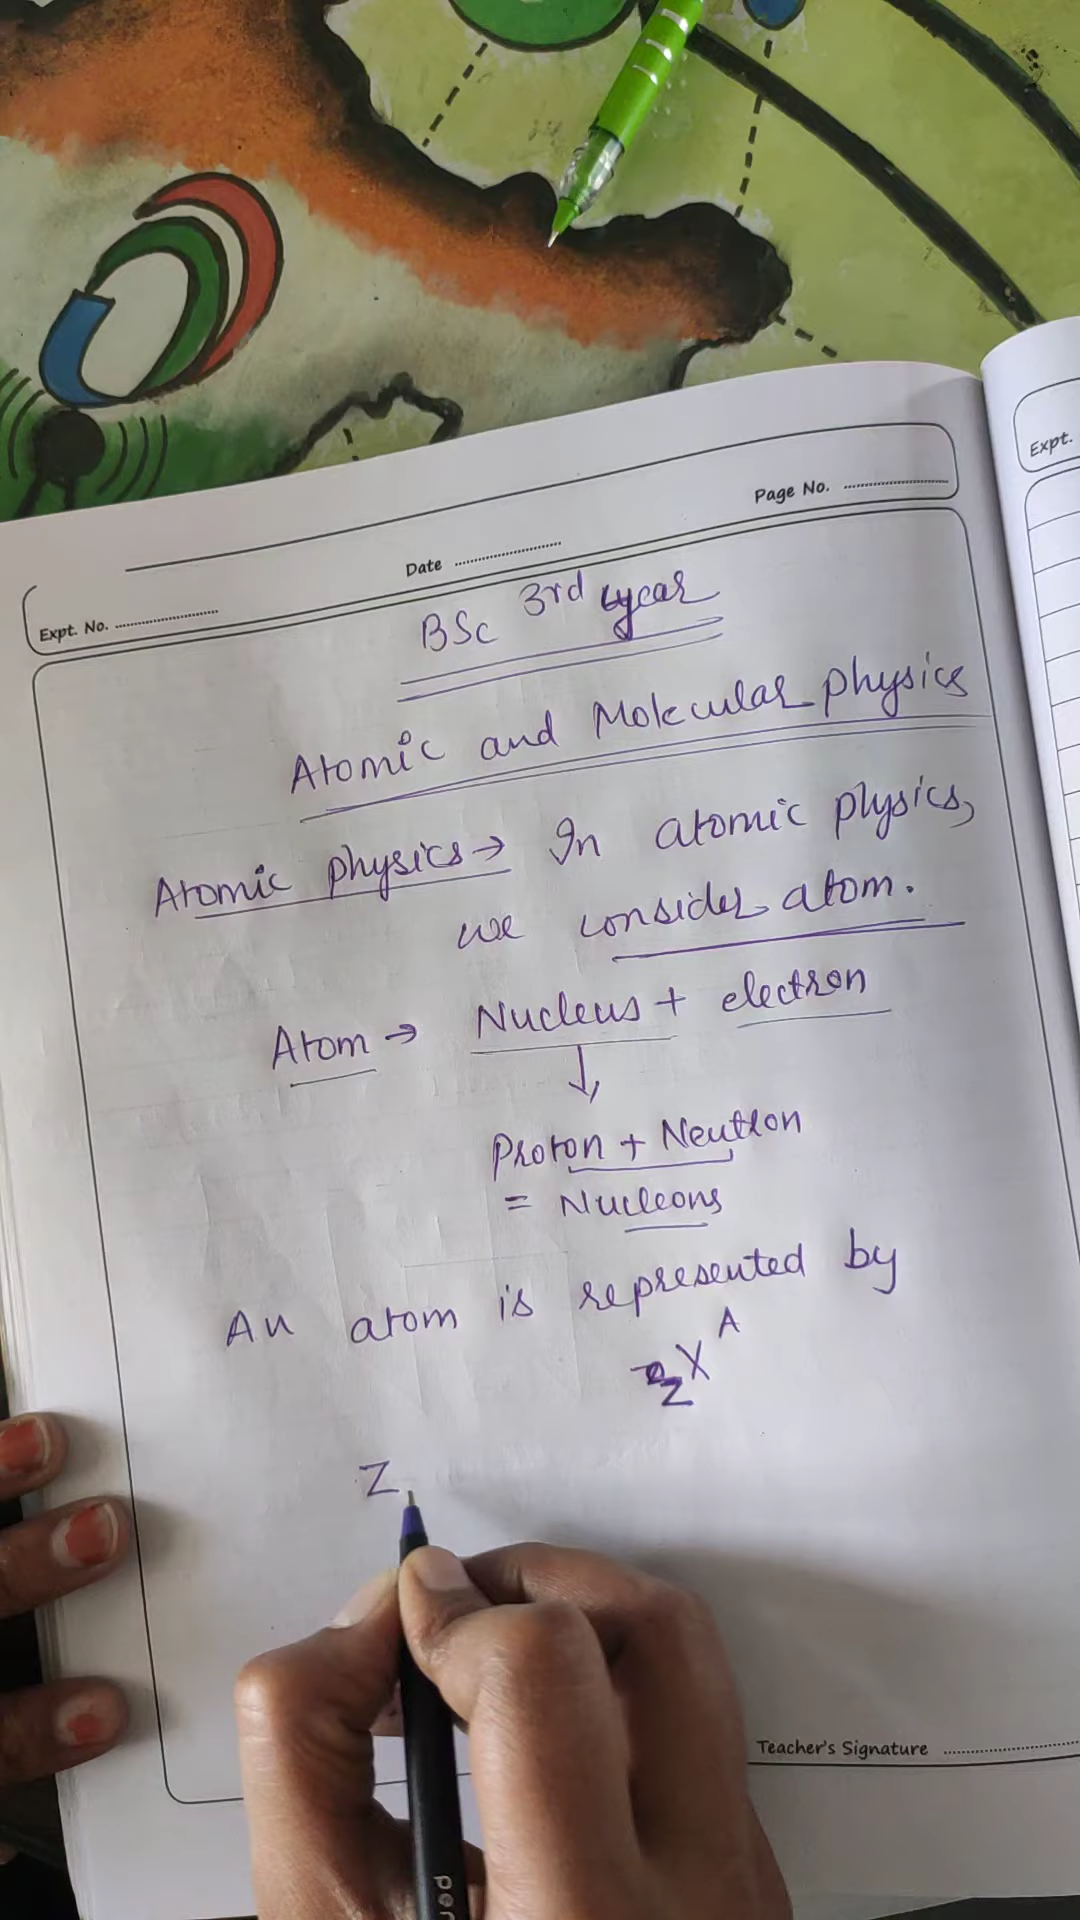 Page No.
Date
Expt. No.
Expt.
BSc 3rd year
Atomic and Molecular physics
Atomic physics → In atomic physics,
we consider atom.
Atom → Nucleus + electron
↓
Proton + Neutron
= Nucleons
An atom is represented by
zX^A
Z
Teacher's Signature